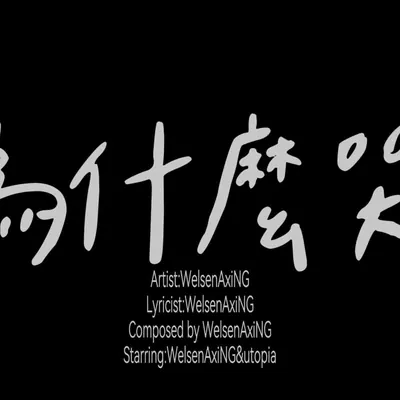 為什麼哭
Artist:WelsenAxiNG
Lyricist:WelsenAxiNG
Composed by WelsenAxiNG
Starring:WelsenAxiNG&utopia